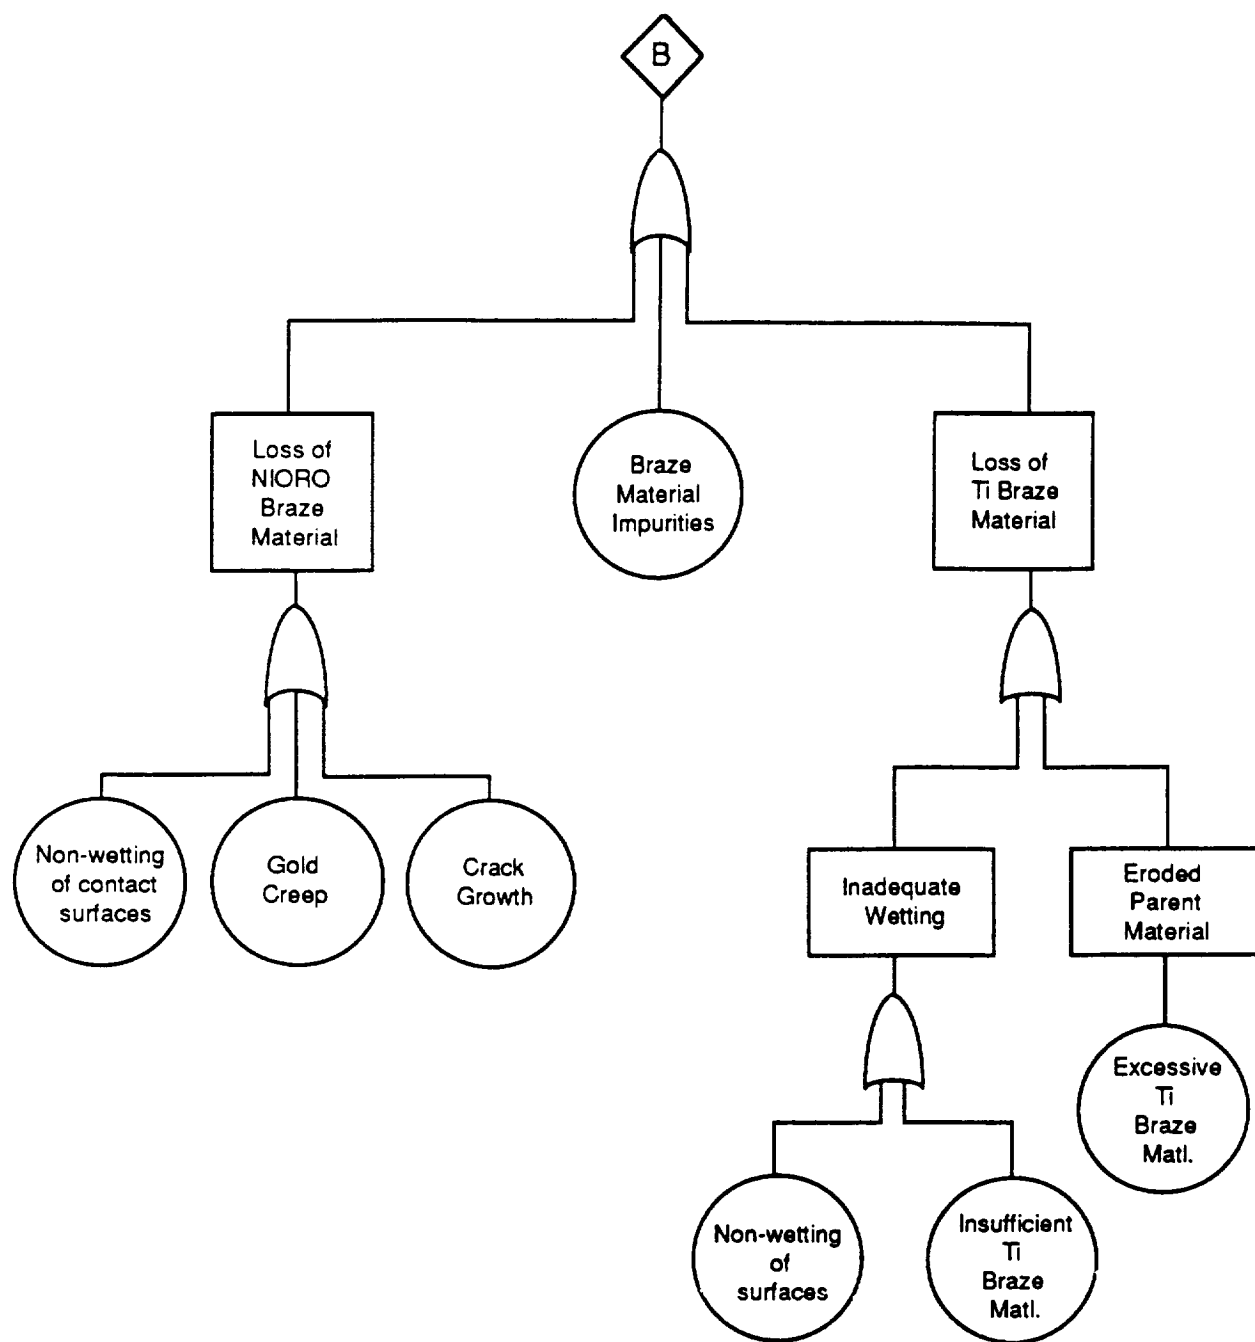 B
Loss of
NIORO
Braze
Material
Braze
Material
Impurities
Loss of
Ti Braze
Material
Non-wetting
of contact
surfaces
Gold
Creep
Crack
Growth
Inadequate
Wetting
Eroded
Parent
Material
Excessive
Ti
Braze
Matl.
Non-wetting
of
surfaces
Insufficient
Ti
Braze
Matl.